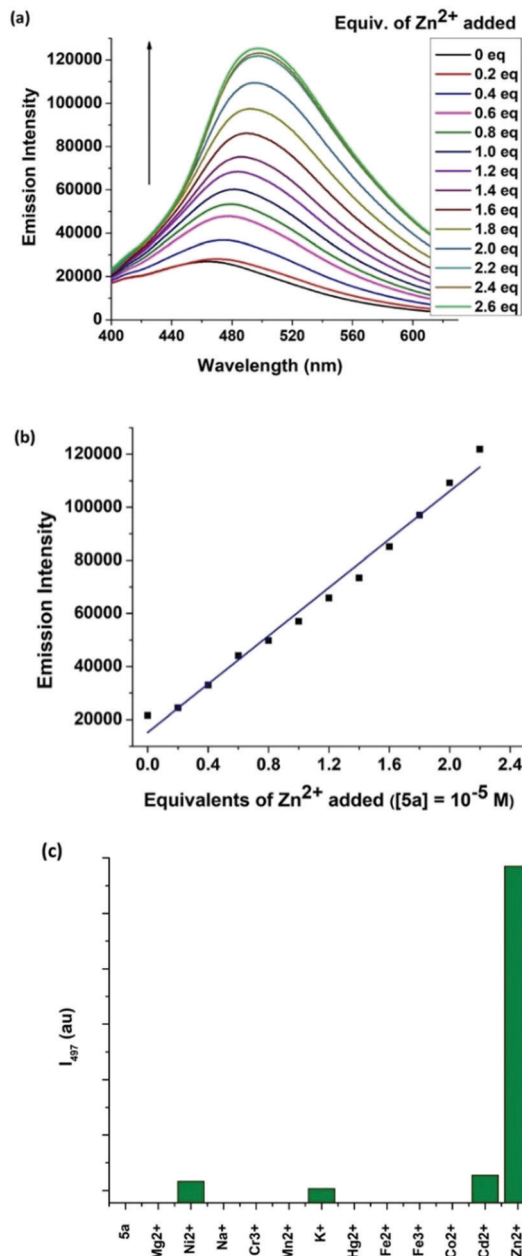 (a)
Equiv. of Zn2+ added
0 eq
0.2 eq
0.4 eq
0.6 eq
0.8 eq
1.0 eq
1.2 eq
1.4 eq
1.6 eq
1.8 eq
2.0 eq
2.2 eq
2.4 eq
2.6 eq
120000
100000
80000
60000
40000
20000
0
Emission Intensity
400 440 480 520 560 600
Wavelength (nm)
(b)
120000
100000
80000
60000
40000
20000
Emission Intensity
0.0 0.4 0.8 1.2 1.6 2.0 2.4
Equivalents of Zn2+ added ([5a] = 10-5 M)
(c)
I497 (au)
5a
Mg2+
Ni2+
Na+
Cr3+
Mn2+
K+
Hg2+
Fe2+
Fe3+
Co2+
Cd2+
Zn2+